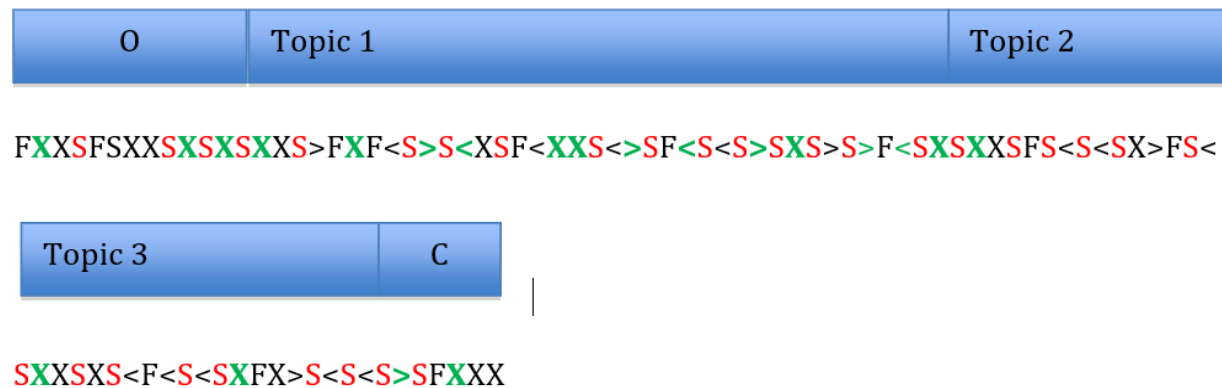 O Topic 1 Topic 2
FXXSFSXXSXSXSXXS>FXF<S>S<XSF<XXS<>SF<S<S>SXS>S>F<SXSXXSFS<S<SX>FS<
Topic 3 C
SXXSXS<F<S<SXFX>S<S<S>SFXXX